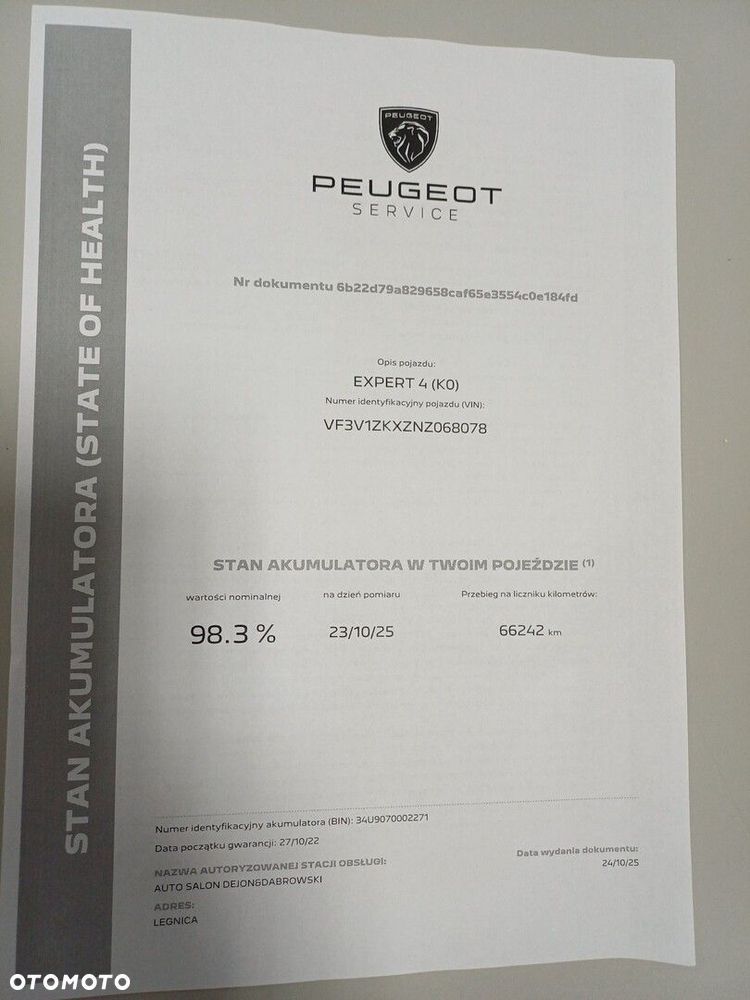 STAN AKUMULATORA (STATE OF HEALTH)
PEUGEOT
PEUGEOT
SERVICE
Nr dokumentu 6b22d79a829658caf65e3554c0e184fd
Opis pojazdu:
EXPERT 4 (K0)
Numer identyfikacyjny pojazdu (VIN):
VF3V1ZKXZNZ068078
STAN AKUMULATORA W TWOIM POJEŹDZIE (1)
wartości nominalnej na dzień pomiaru Przebieg na liczniku kilometrów:
98.3 % 23/10/25 66242 km
Numer identyfikacyjny akumulatora (BIN): 34U9070002271
Data początku gwarancji: 27/10/22
NAZWA AUTORYZOWANEJ STACJI OBSŁUGI:
AUTO SALON DEJON&DABROWSKI
ADRES:
LEGNICA
Data wydania dokumentu:
24/10/25
OTOMOTO